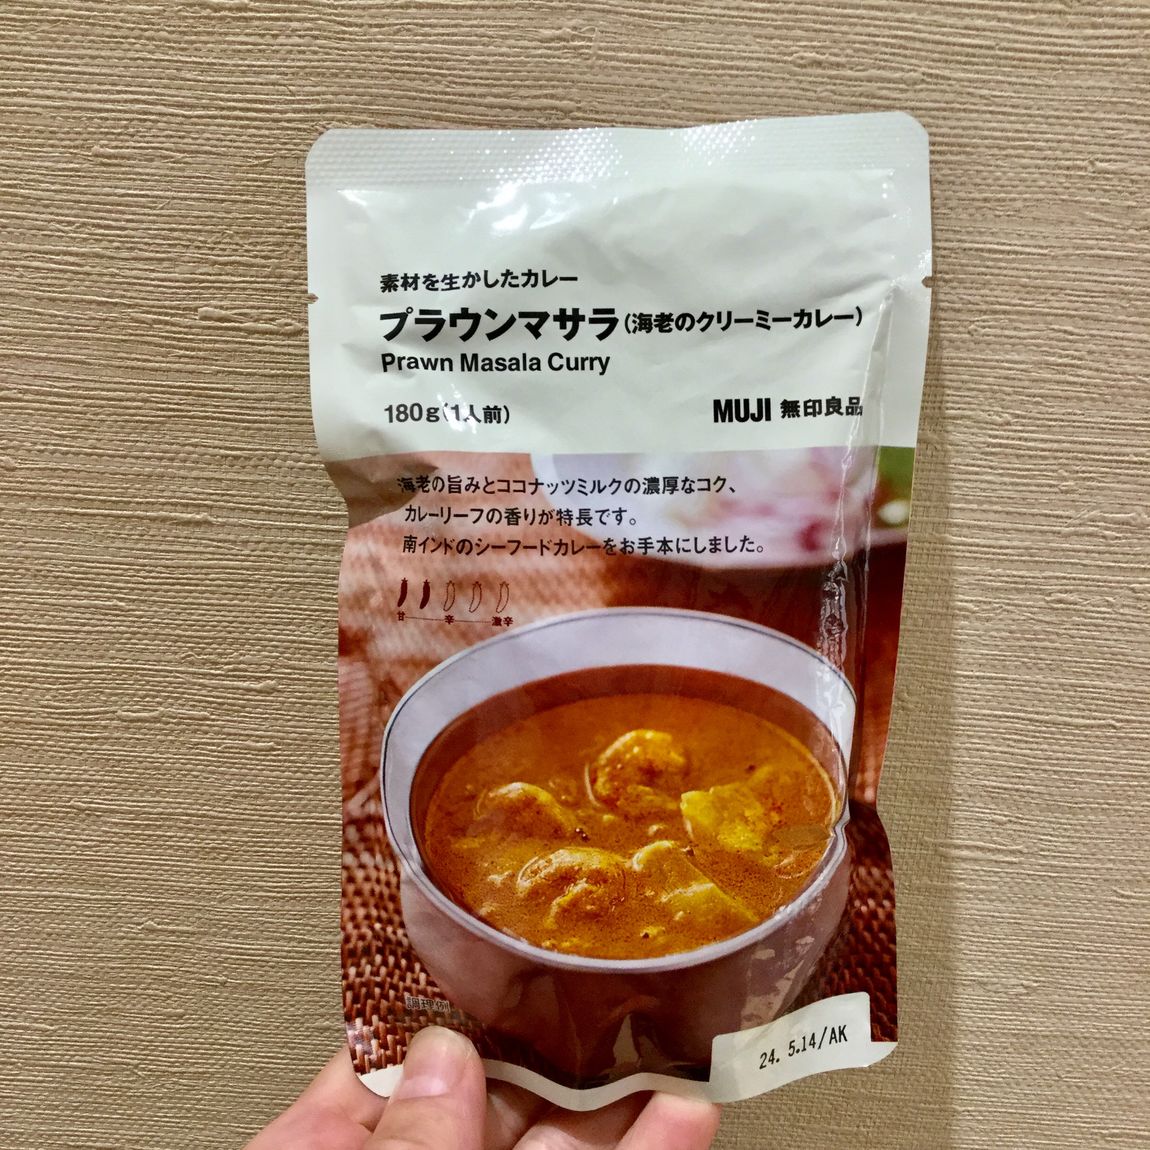 素材を生かしたカレー
プラウンマサラ(海老のクリーミーカレー)
Prawn Masala Curry
180g(1人前)
MUJI 無印良品
海老の旨みとココナッツミルクの濃厚なコク、
カレーリーフの香りが特長です。
南インドのシーフードカレーをお手本にしました。
甘 辛 激辛
調理例
24. 5.14/AK